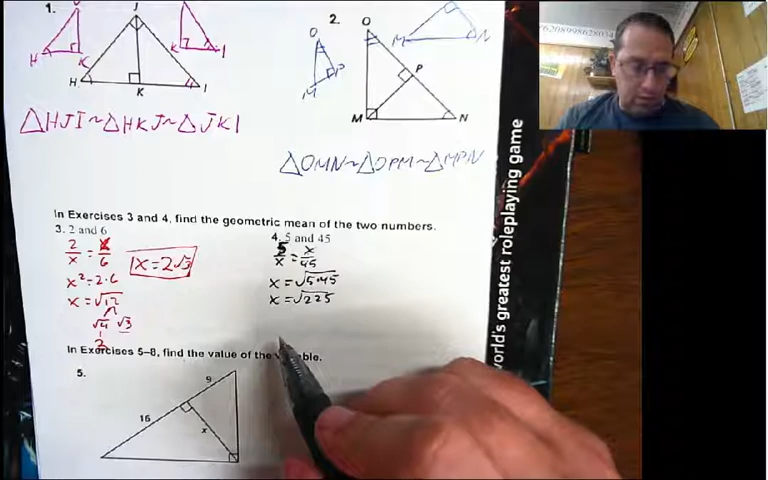 1.
J
H
K
H
K
I
J
K
I
2.
O
M
P
N
O
M
P
M
N
△HJI~△HKJ~△JKI
△OMN~△OPM~△MPN
In Exercises 3 and 4, find the geometric mean of the two numbers.
3. 2 and 6
2/x = x/6
x² = 2·6
x = √12
√4 √3
2
x = 2√3
4. 5 and 45
5/x = x/45
x = √5·45
x = √225
In Exercises 5–8, find the value of the
5.
9
16
x
world's greatest roleplaying game